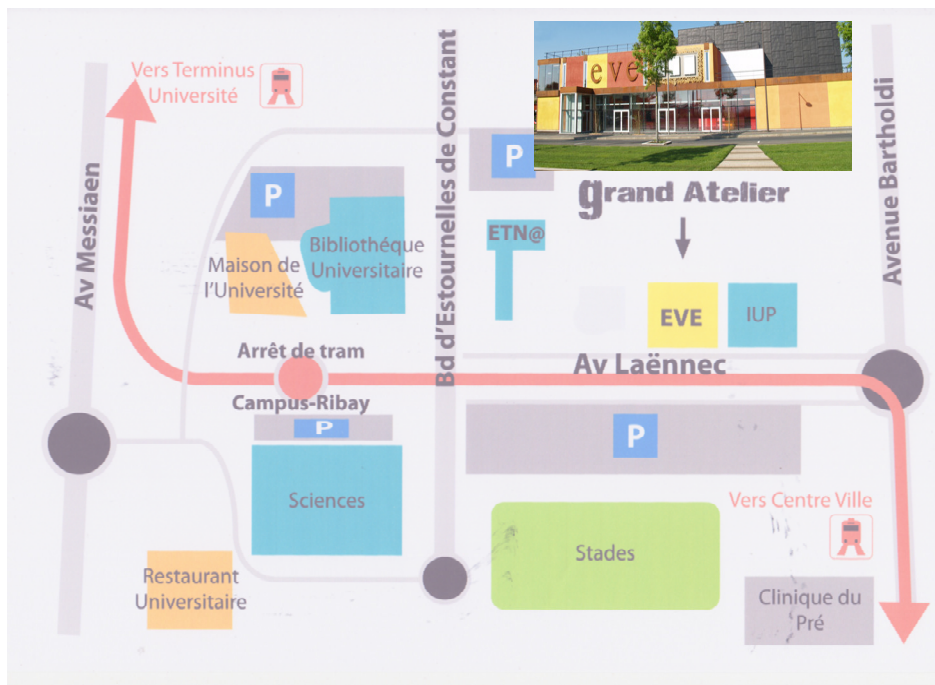 Vers Terminus
Université
eve
P
P
grand Atelier
Av Messiaen
Bd d'Estournelles de Constant
Avenue Bartholdi
ETN@
Bibliothéque
Universitaire
Maison de
l'Université
EVE
IUP
Arrêt de tram
Campus-Ribay
Av Laënnec
P
P
Sciences
Vers Centre Ville
Stades
Restaurant
Universitaire
Clinique du
Pré